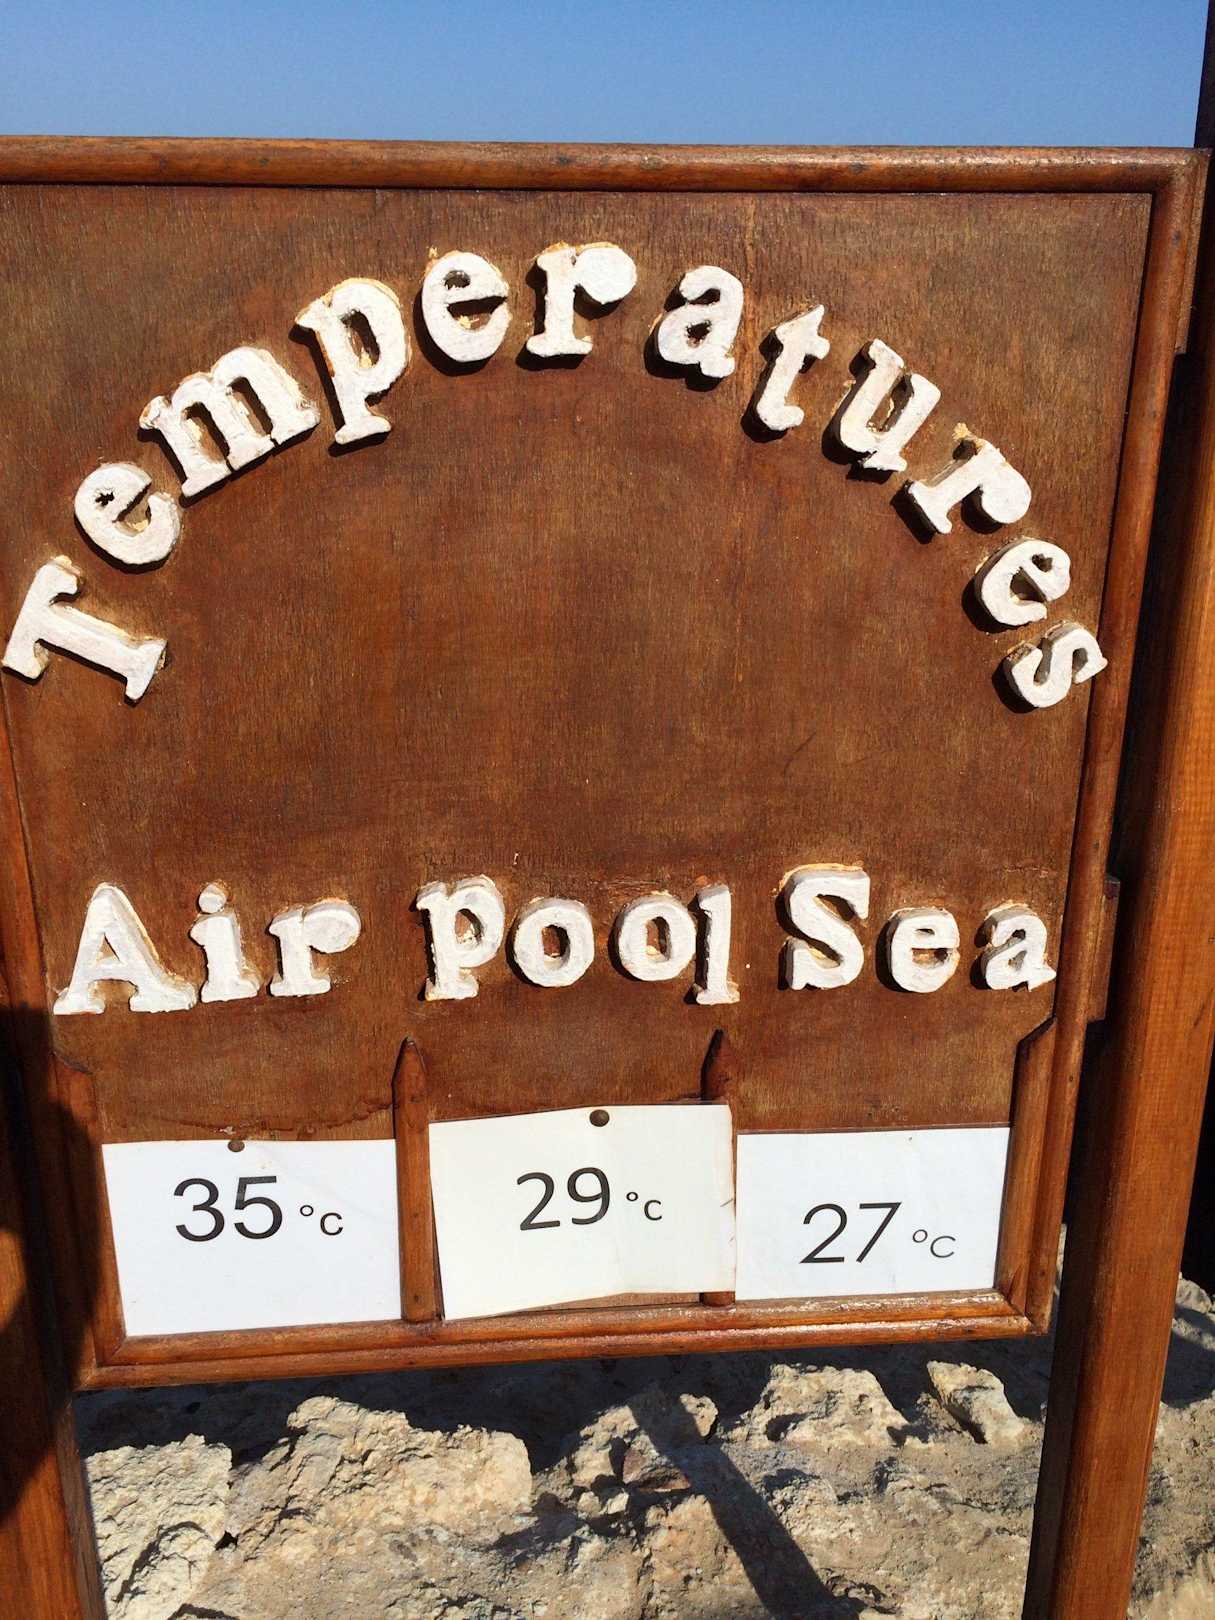 Temperatures
Air Pool Sea
35 °C 29 °C 27 °C